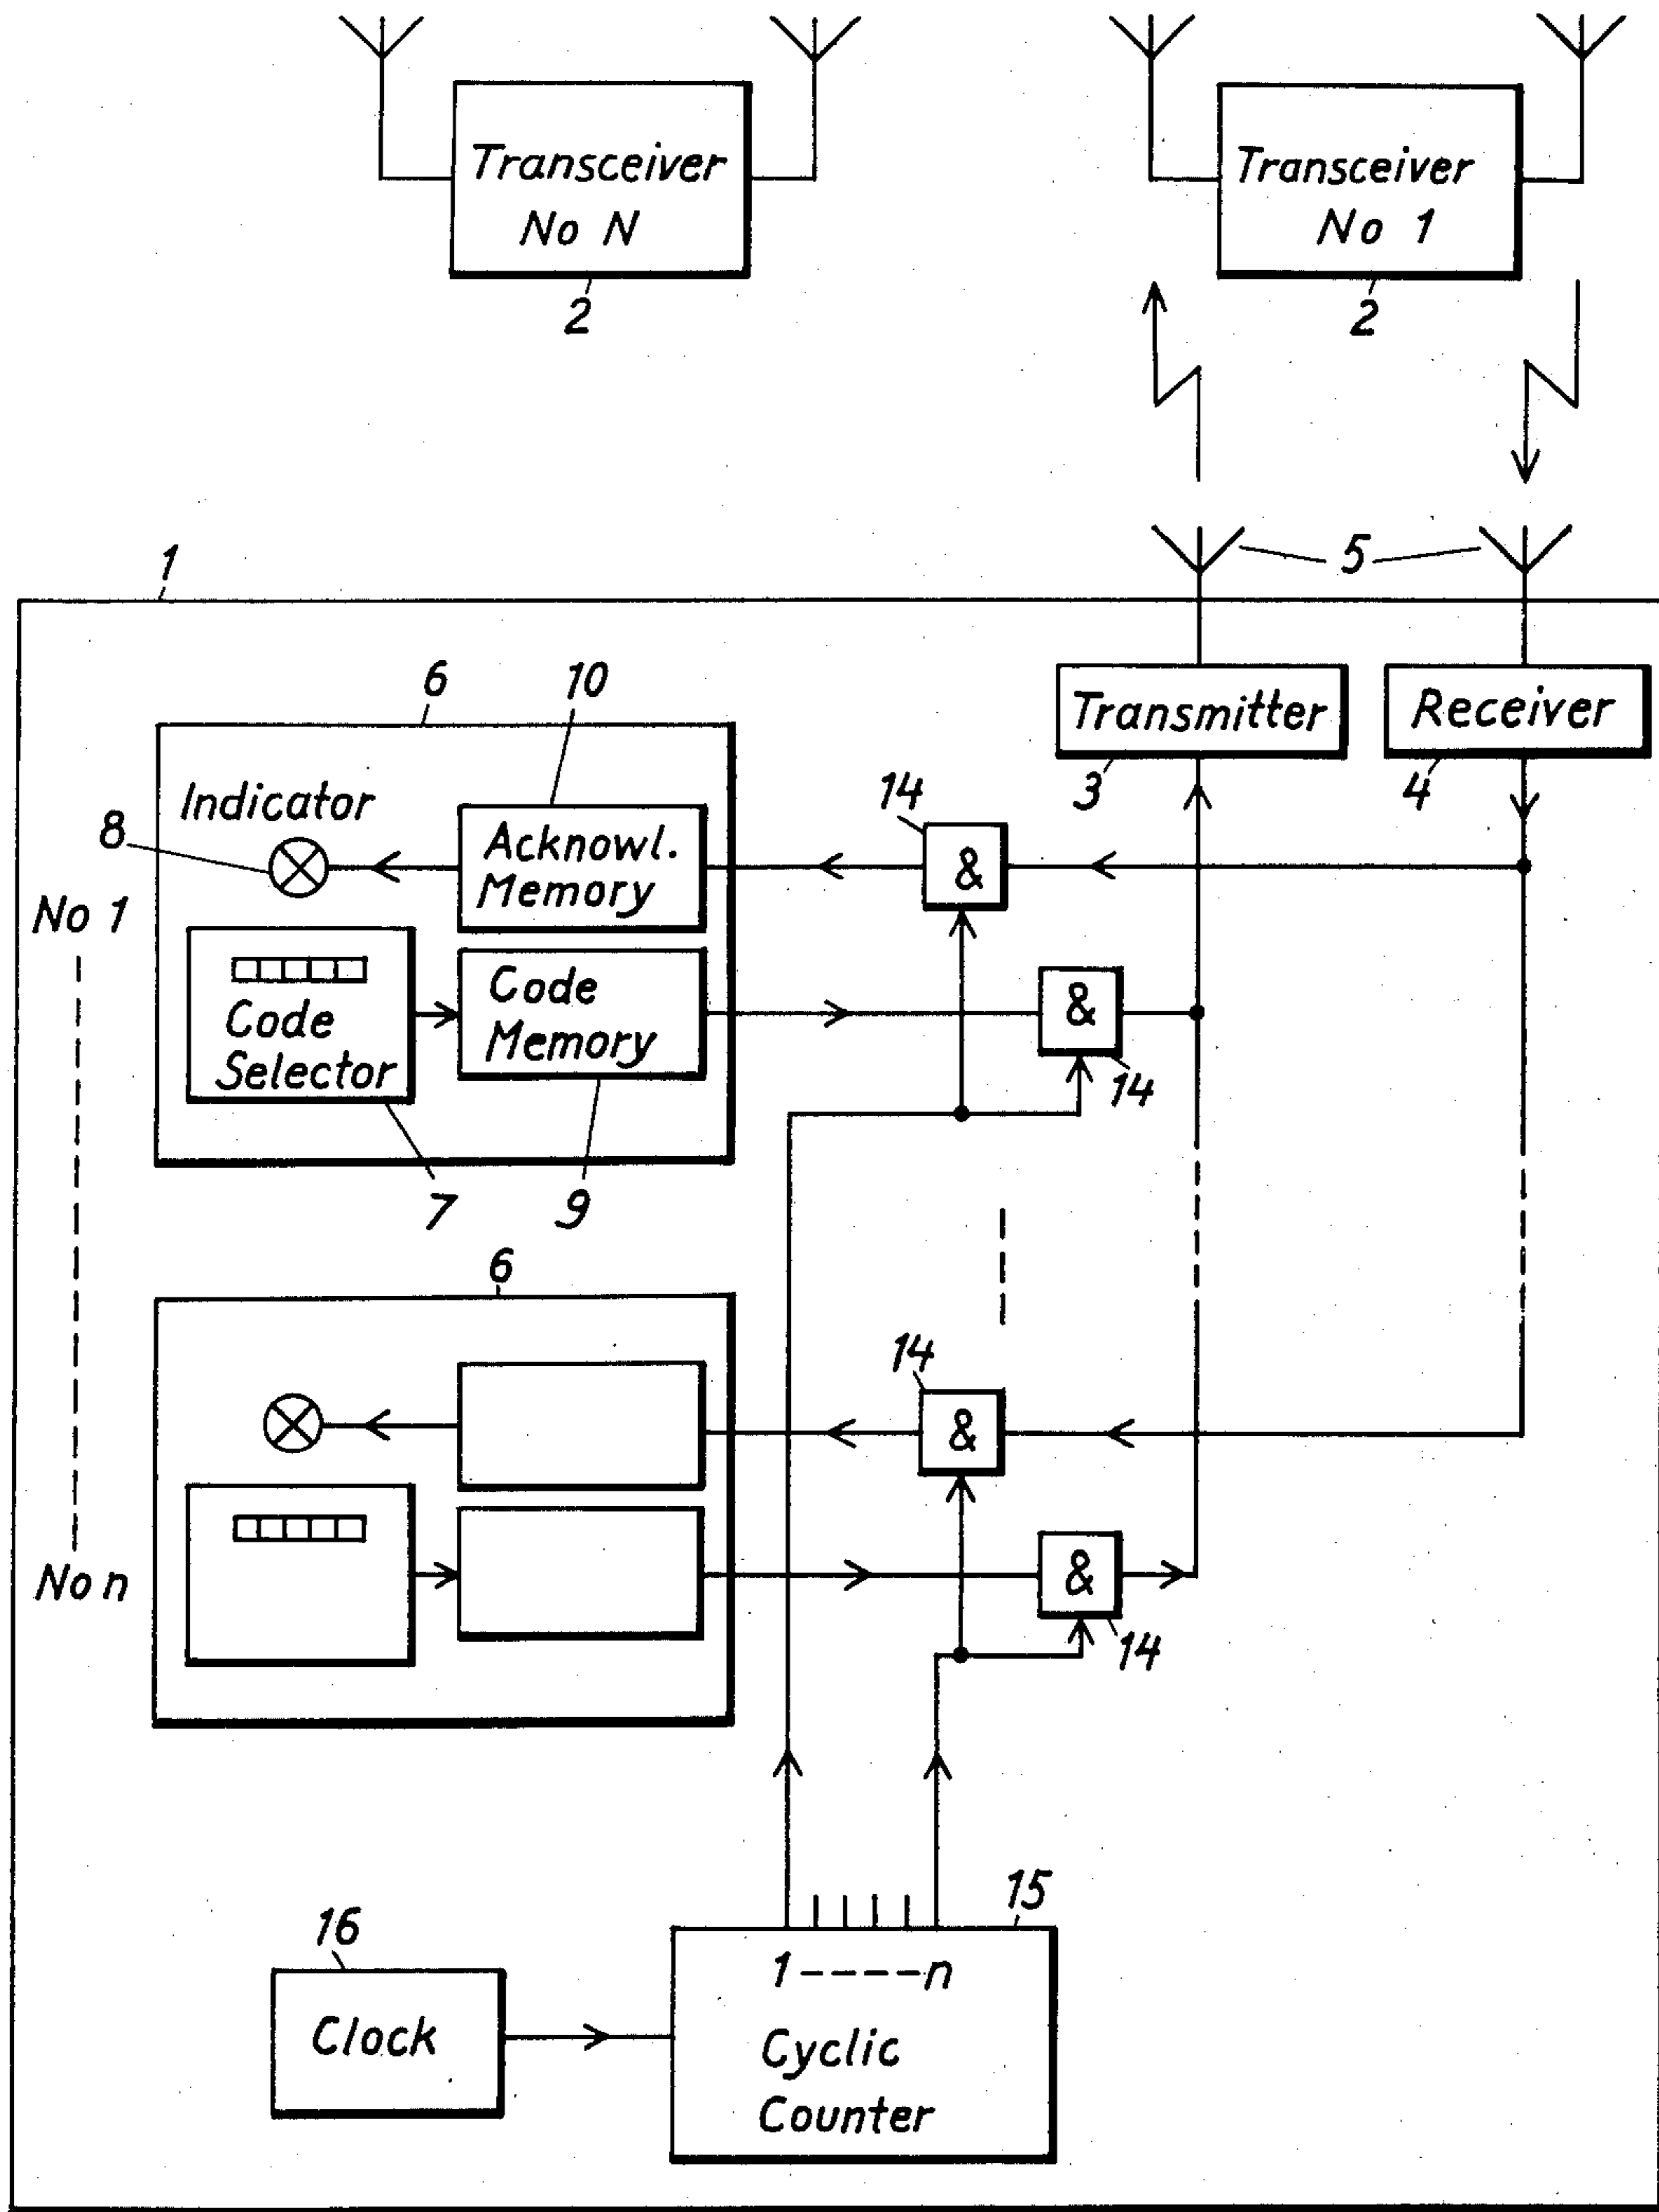 Transceiver
No N
2
Transceiver
No 1
2
5
1
6
10
Transmitter
3
Receiver
4
Indicator
8
Acknowl.
Memory
14
&
No 1
Code
Selector
Code
Memory
&
14
7
9
6
14
&
No n
&
14
15
16
1-----n
Clock
Cyclic
Counter